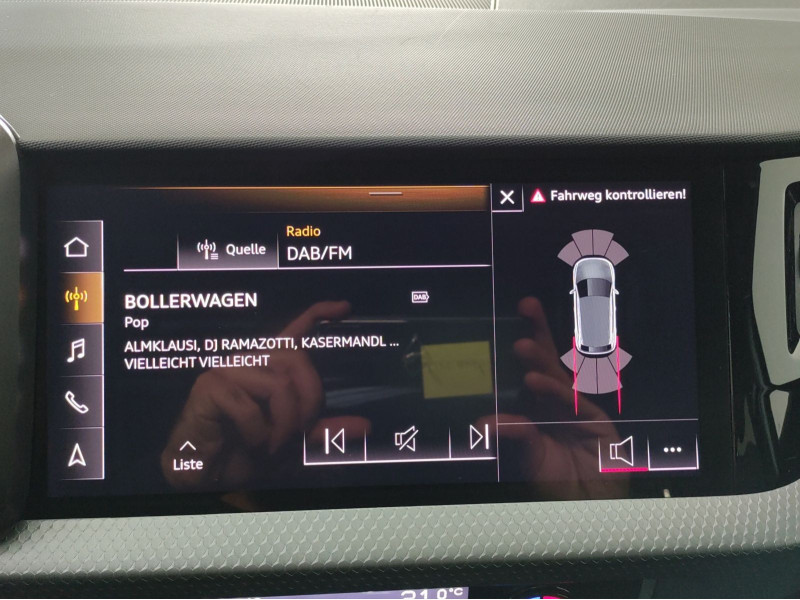 Fahrweg kontrollieren!
Radio
Quelle
DAB/FM
BOLLERWAGEN
DAB
Pop
ALMKLAUSI, DJ RAMAZOTTI, KASERMANDL ...
VIELLEICHT VIELLEICHT
Liste